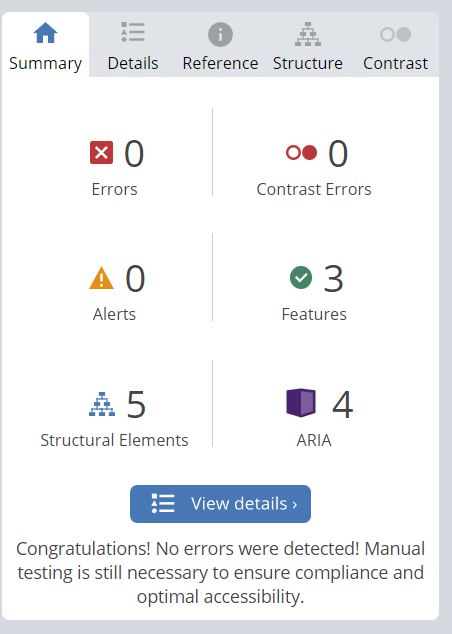 Summary Details Reference Structure Contrast
0 0
Errors Contrast Errors
0 3
Alerts Features
5 4
Structural Elements ARIA
View details ›
Congratulations! No errors were detected! Manual
testing is still necessary to ensure compliance and
optimal accessibility.